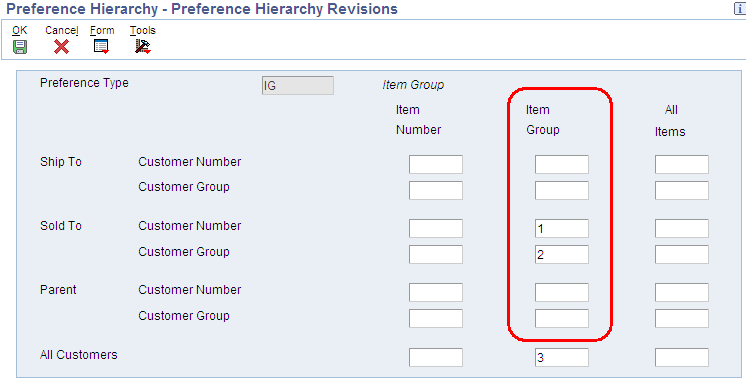 Preference Hierarchy - Preference Hierarchy Revisions
i
OK Cancel Form Tools
Preference Type IG Item Group
Item Number Item Group All Items
Ship To Customer Number
Customer Group
Sold To Customer Number 1
Customer Group 2
Parent Customer Number
Customer Group
All Customers 3